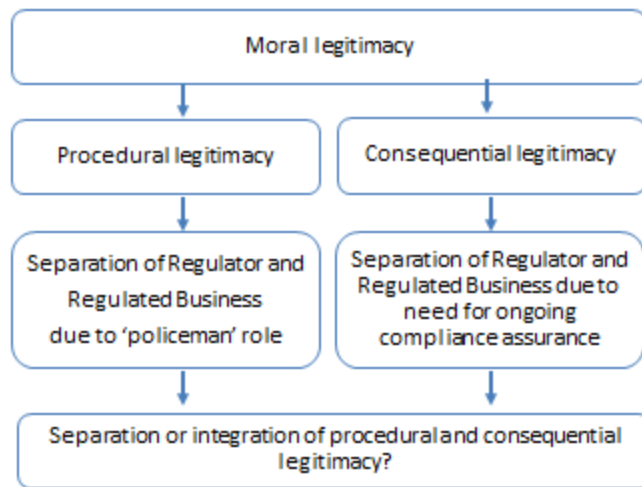 Moral legitimacy
Procedural legitimacy
Consequential legitimacy
Separation of Regulator and
Regulated Business
due to ‘policeman’ role
Separation of Regulator and
Regulated Business due to
need for ongoing
compliance assurance
Separation or integration of procedural and consequential
legitimacy?